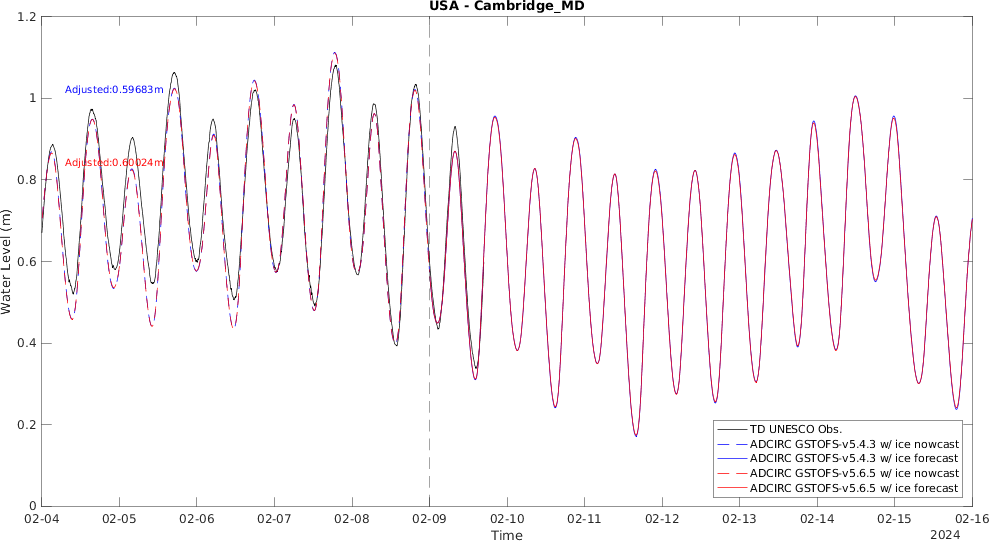 USA - Cambridge_MD
Water Level (m)
1.2
1
0.8
0.6
0.4
0.2
0
Adjusted:0.59683m
Adjusted:0.60024m
TD UNESCO Obs.
ADCIRC GSTOFS-v5.4.3 w/ ice nowcast
ADCIRC GSTOFS-v5.4.3 w/ ice forecast
ADCIRC GSTOFS-v5.6.5 w/ ice nowcast
ADCIRC GSTOFS-v5.6.5 w/ ice forecast
02-04 02-05 02-06 02-07 02-08 02-09 02-10 02-11 02-12 02-13 02-14 02-15 02-16
Time
2024